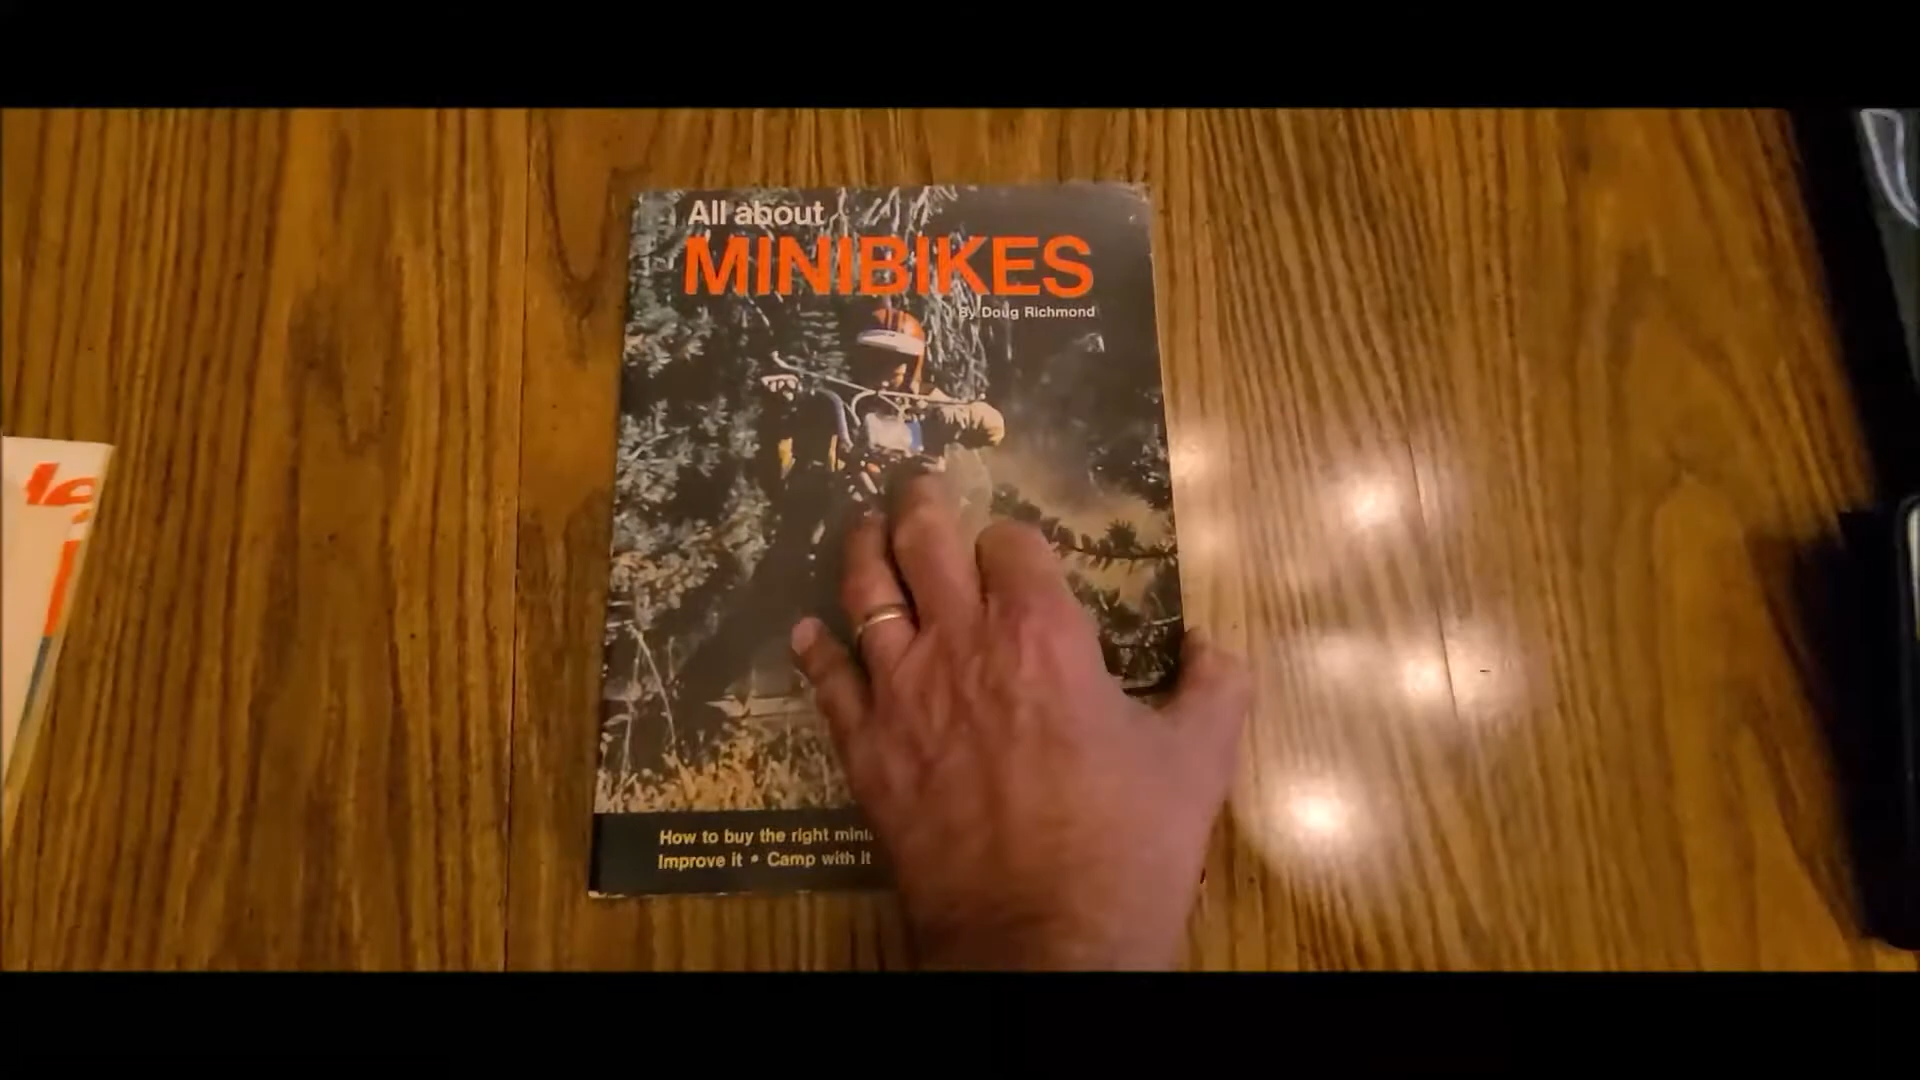 All about
MINIBIKES
By Doug Richmond
How to buy the right
Improve it • Camp with it